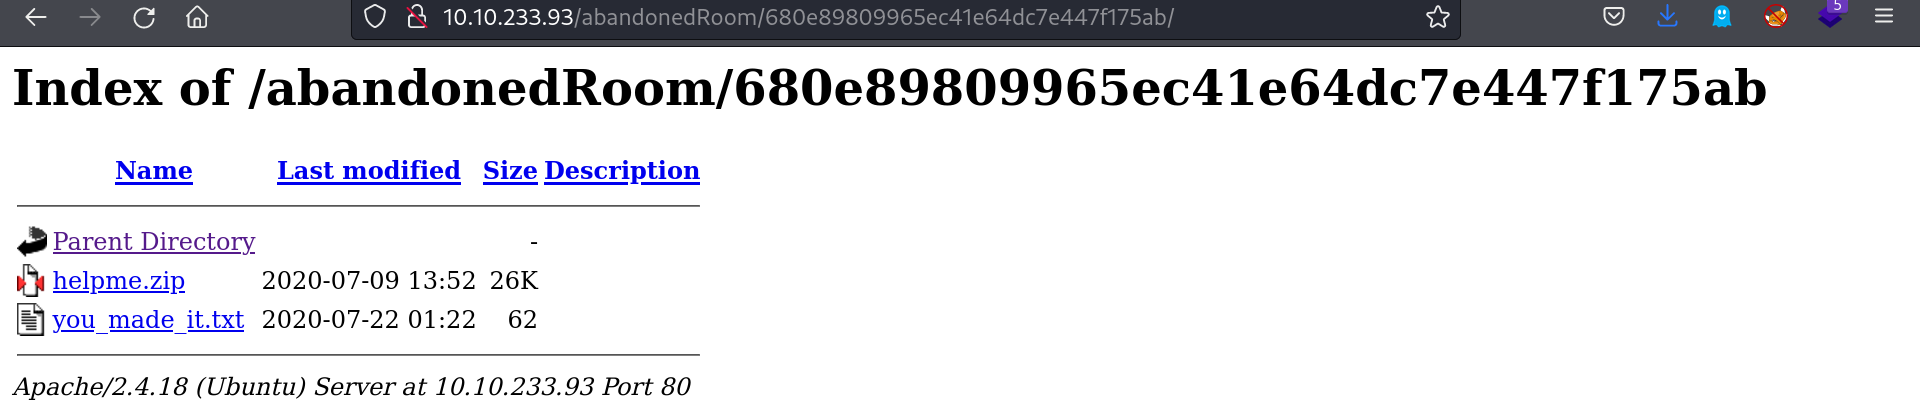 10.10.233.93/abandonedRoom/680e89809965ec41e64dc7e447f175ab/
5
Index of /abandonedRoom/680e89809965ec41e64dc7e447f175ab
Name Last modified Size Description
Parent Directory -
helpme.zip 2020-07-09 13:52 26K
you_made_it.txt 2020-07-22 01:22 62
Apache/2.4.18 (Ubuntu) Server at 10.10.233.93 Port 80